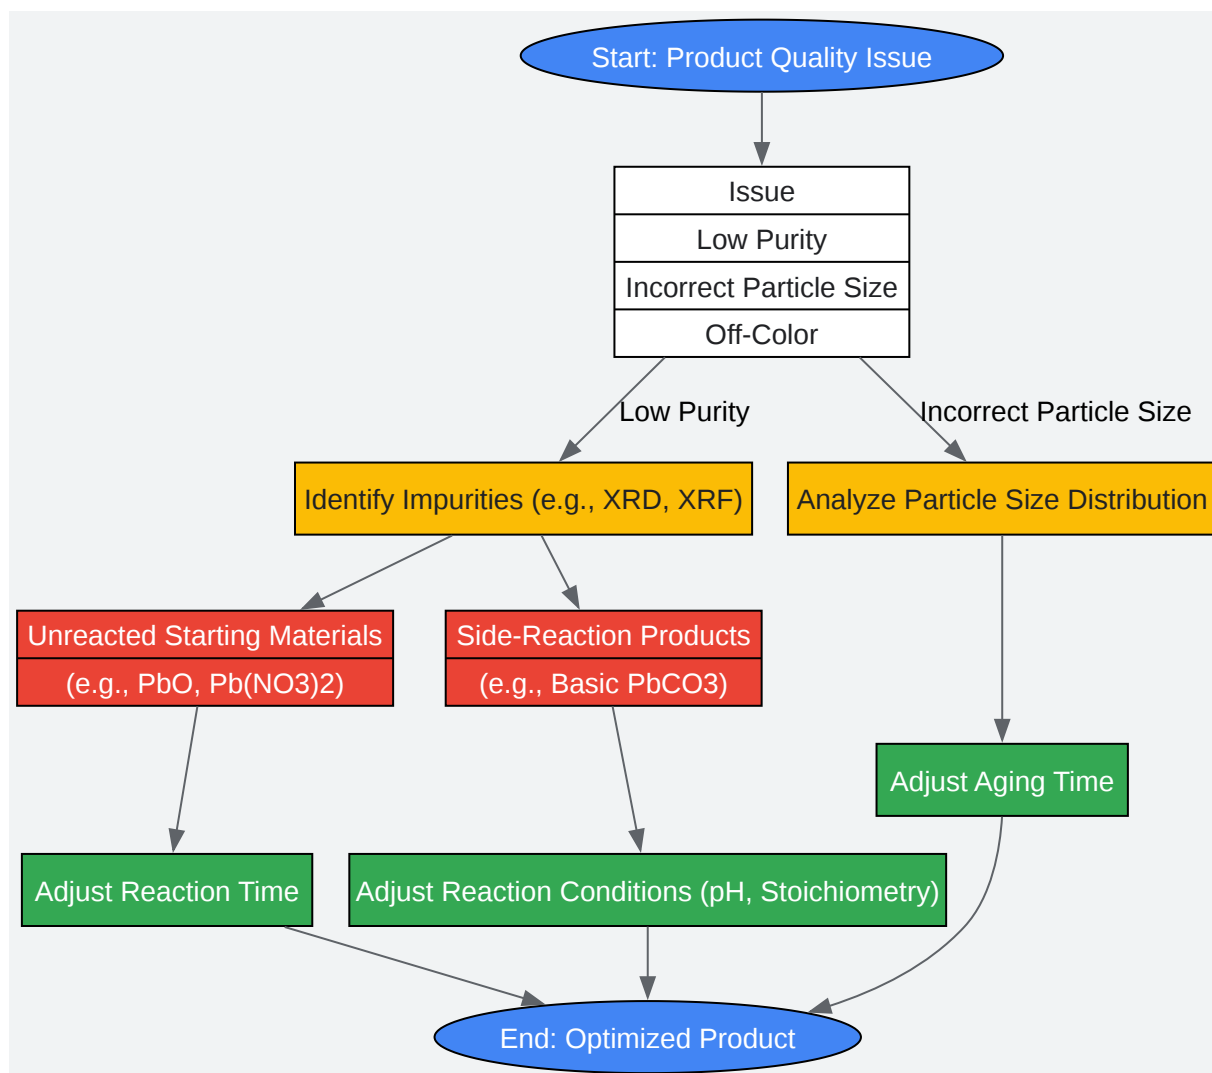 Start: Product Quality Issue
Issue
Low Purity
Incorrect Particle Size
Off-Color
Low Purity
Incorrect Particle Size
Identify Impurities (e.g., XRD, XRF)
Analyze Particle Size Distribution
Unreacted Starting Materials
(e.g., PbO, Pb(NO3)2)
Side-Reaction Products
(e.g., Basic PbCO3)
Adjust Aging Time
Adjust Reaction Time
Adjust Reaction Conditions (pH, Stoichiometry)
End: Optimized Product